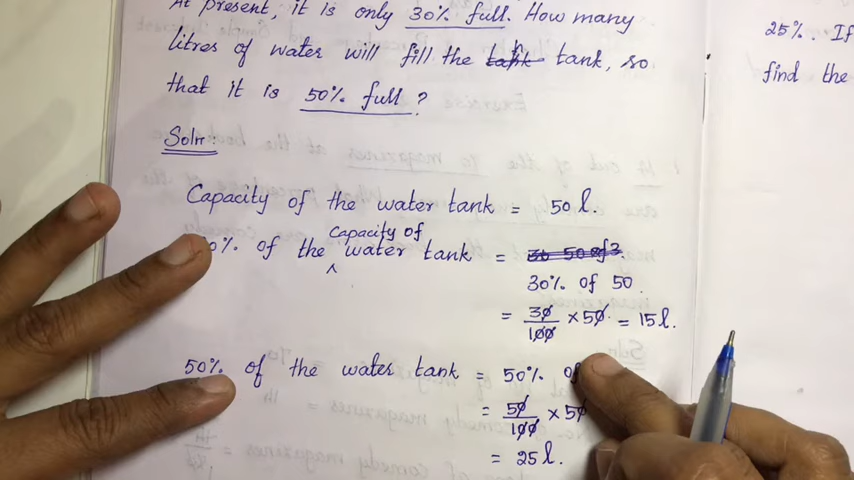 At present, it is only 30% full. How many
litres of water will fill the tank, so
that it is 50% full?
Soln:
Capacity of the water tank = 50 l.
0% of the capacity of water tank =
30% of 50
= 30/100 × 50 = 15 l.
50% of the water tank = 50% of
= 50/100 × 50
= 25 l.
25%. If
find the